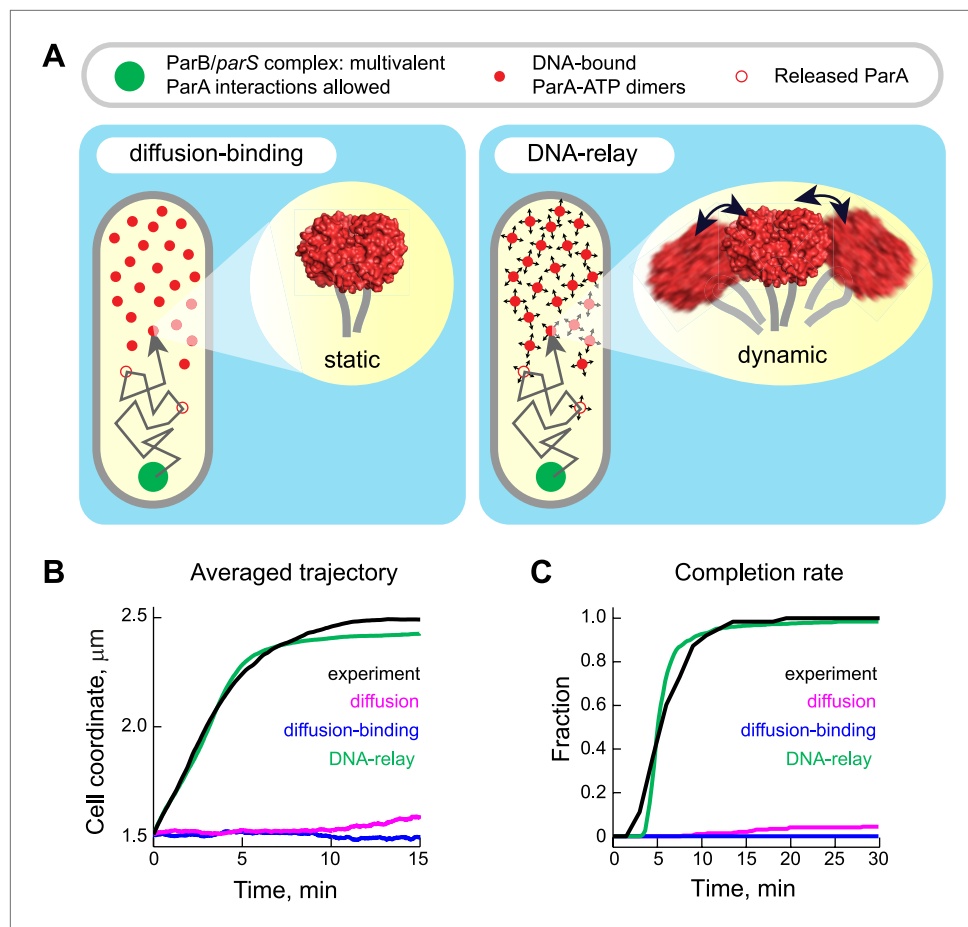 A
ParB/parS complex: multivalent
ParA interactions allowed
DNA-bound
ParA-ATP dimers
Released ParA
diffusion-binding
static
DNA-relay
dynamic
B
Averaged trajectory
Cell coordinate, μm
2.5
2.0
1.5
0
5
10
15
Time, min
experiment
diffusion
diffusion-binding
DNA-relay
C
Completion rate
Fraction
1.0
0.8
0.6
0.4
0.2
0
0
5
10
15
20
25
30
Time, min
experiment
diffusion
diffusion-binding
DNA-relay